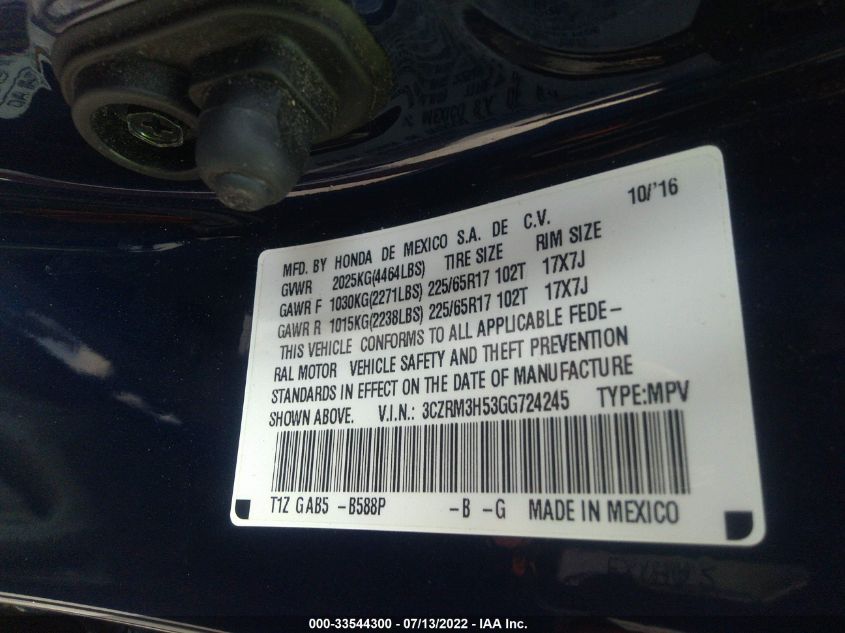 10/'16
MFD. BY HONDA DE MEXICO S.A. DE C.V.
GVWR 2025KG(4464LBS) TIRE SIZE RIM SIZE
GAWR F 1030KG(2271LBS) 225/65R17 102T 17X7J
GAWR R 1015KG(2238LBS) 225/65R17 102T 17X7J
THIS VEHICLE CONFORMS TO ALL APPLICABLE FEDE-
RAL MOTOR VEHICLE SAFETY AND THEFT PREVENTION
STANDARDS IN EFFECT ON THE DATE OF MANUFACTURE
SHOWN ABOVE. V.I.N.: 3CZRM3H53GG724245 TYPE:MPV
T1Z GAB5 -B588P -B -G MADE IN MEXICO
000-33544300 - 07/13/2022 - IAA Inc.